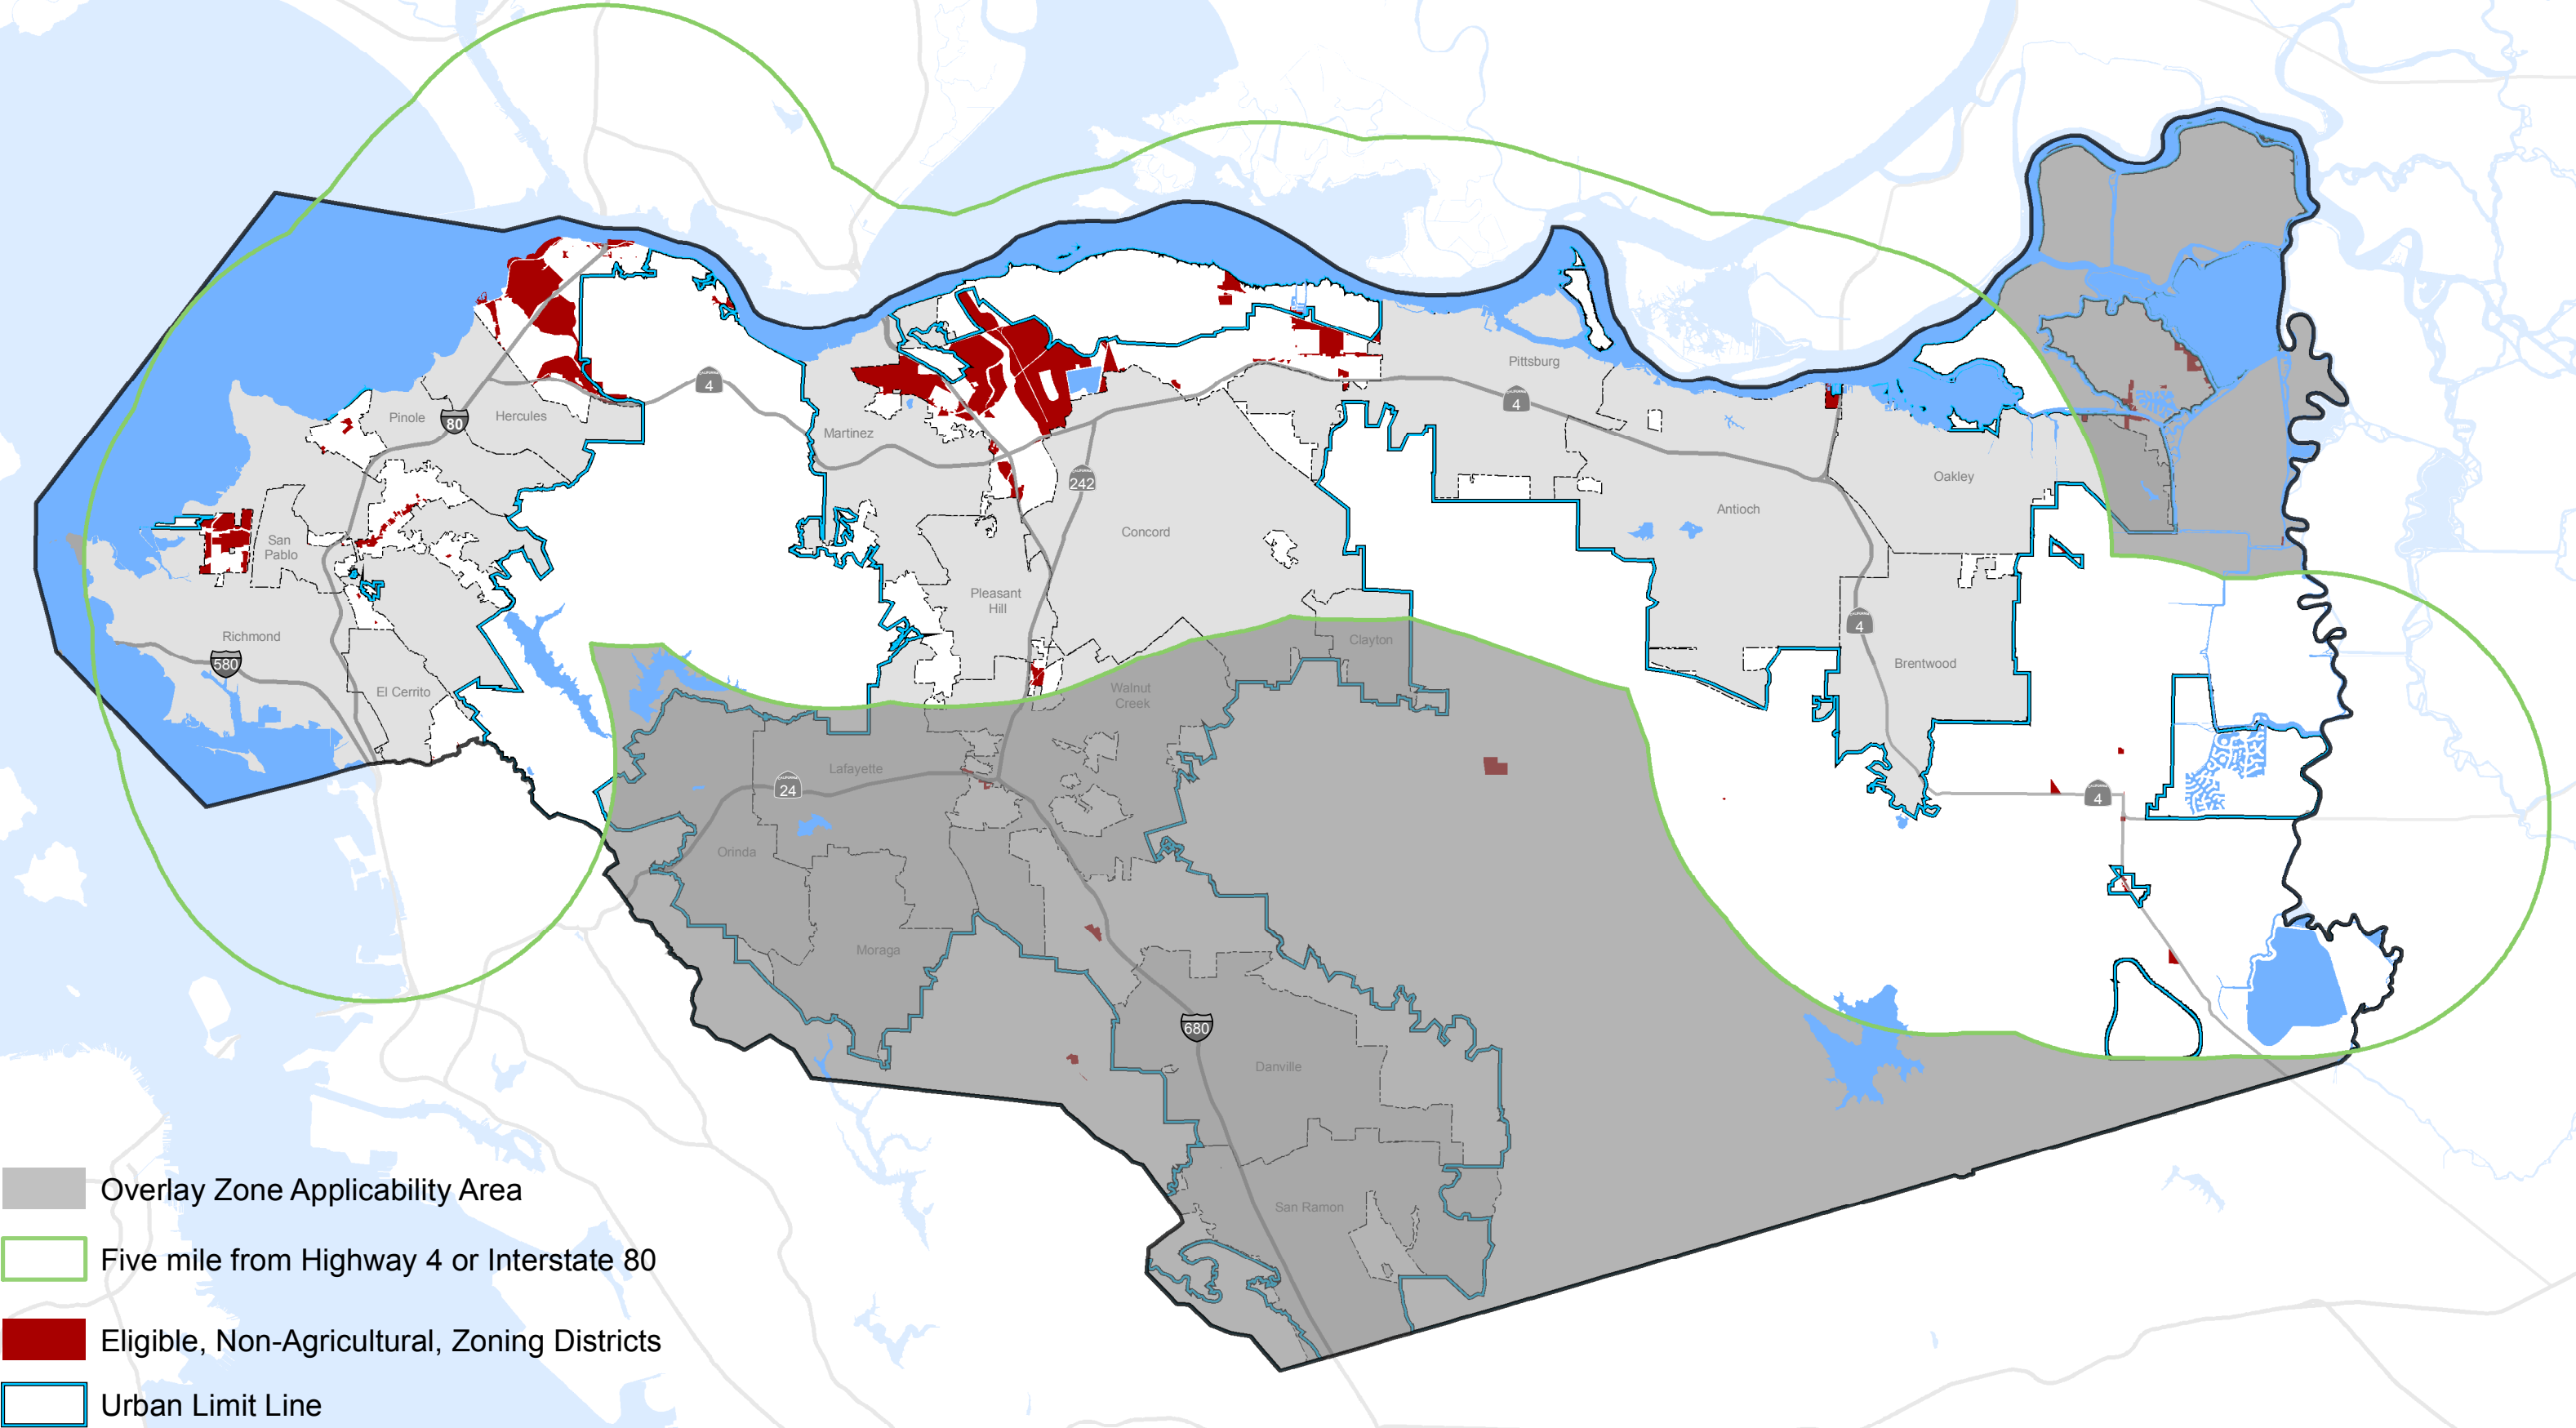 Pittsburg
4
4
Pinole
Hercules
80
Martinez
242
Oakley
Antioch
San
Pablo
Concord
Pleasant
Hill
Richmond
580
Clayton
4
Brentwood
El Cerrito
Walnut
Creek
Lafayette
24
4
Orinda
Moraga
680
Danville
San Ramon
Overlay Zone Applicability Area
Five mile from Highway 4 or Interstate 80
Eligible, Non-Agricultural, Zoning Districts
Urban Limit Line